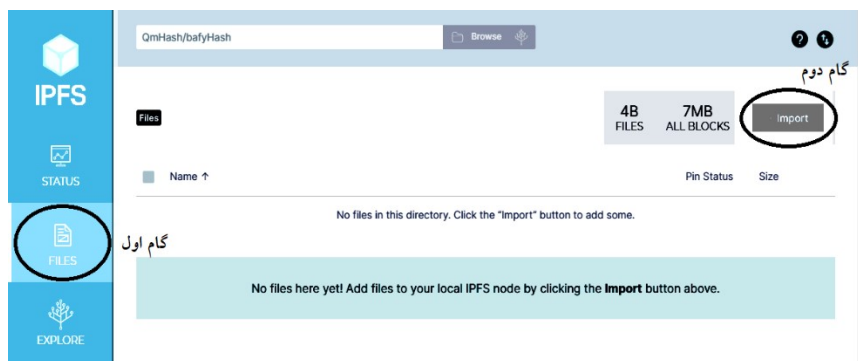 QmHash/bafyHash
Browse
گام دوم
IPFS
Files
4B
FILES
7MB
ALL BLOCKS
Import
STATUS
Name ↑
Pin Status
Size
No files in this directory. Click the "Import" button to add some.
گام اول
FILES
No files here yet! Add files to your local IPFS node by clicking the Import button above.
EXPLORE